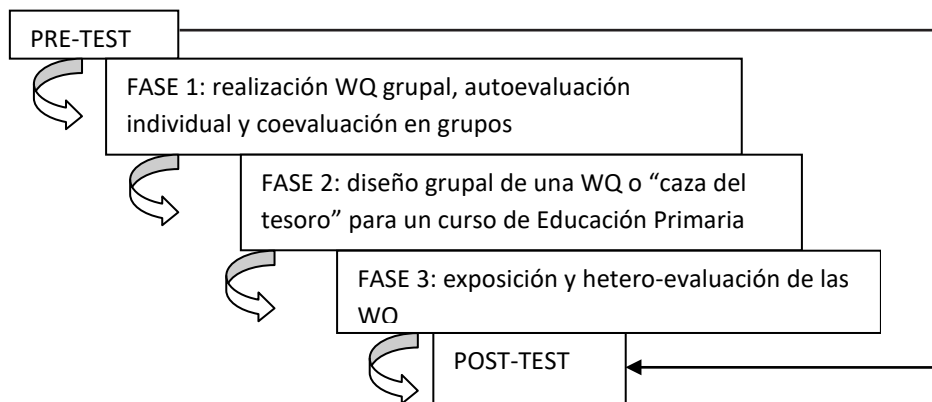 PRE-TEST
FASE 1: realización WQ grupal, autoevaluación
individual y coevaluación en grupos
FASE 2: diseño grupal de una WQ o “caza del
tesoro” para un curso de Educación Primaria
FASE 3: exposición y hetero-evaluación de las
WQ
POST-TEST